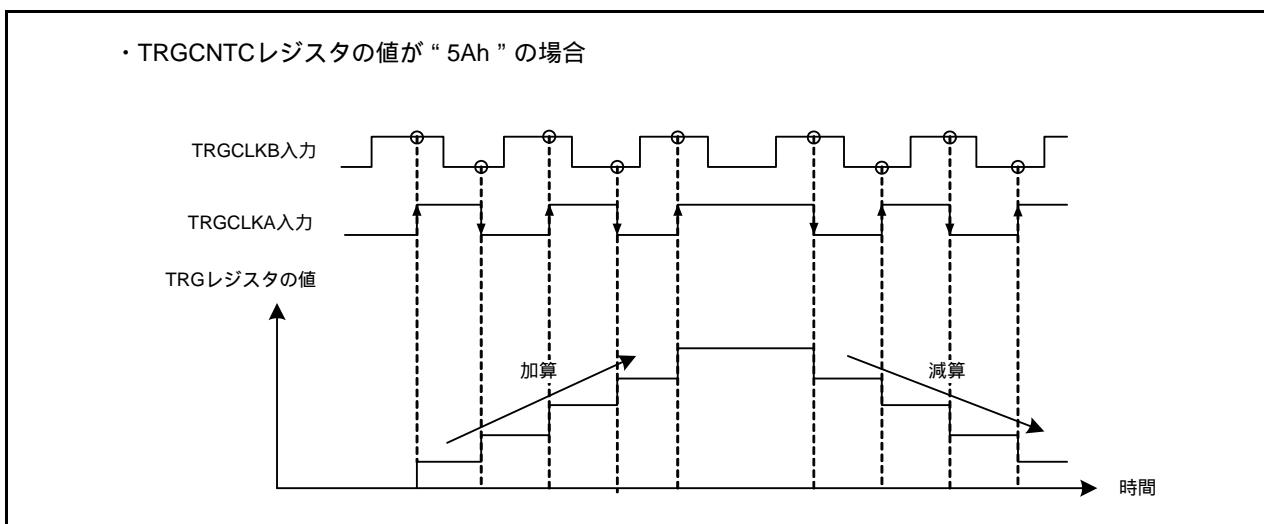 ・TRGCNTCレジスタの値が “ 5Ah ” の場合
TRGCLKB入力
TRGCLKA入力
TRGレジスタの値
加算
減算
時間